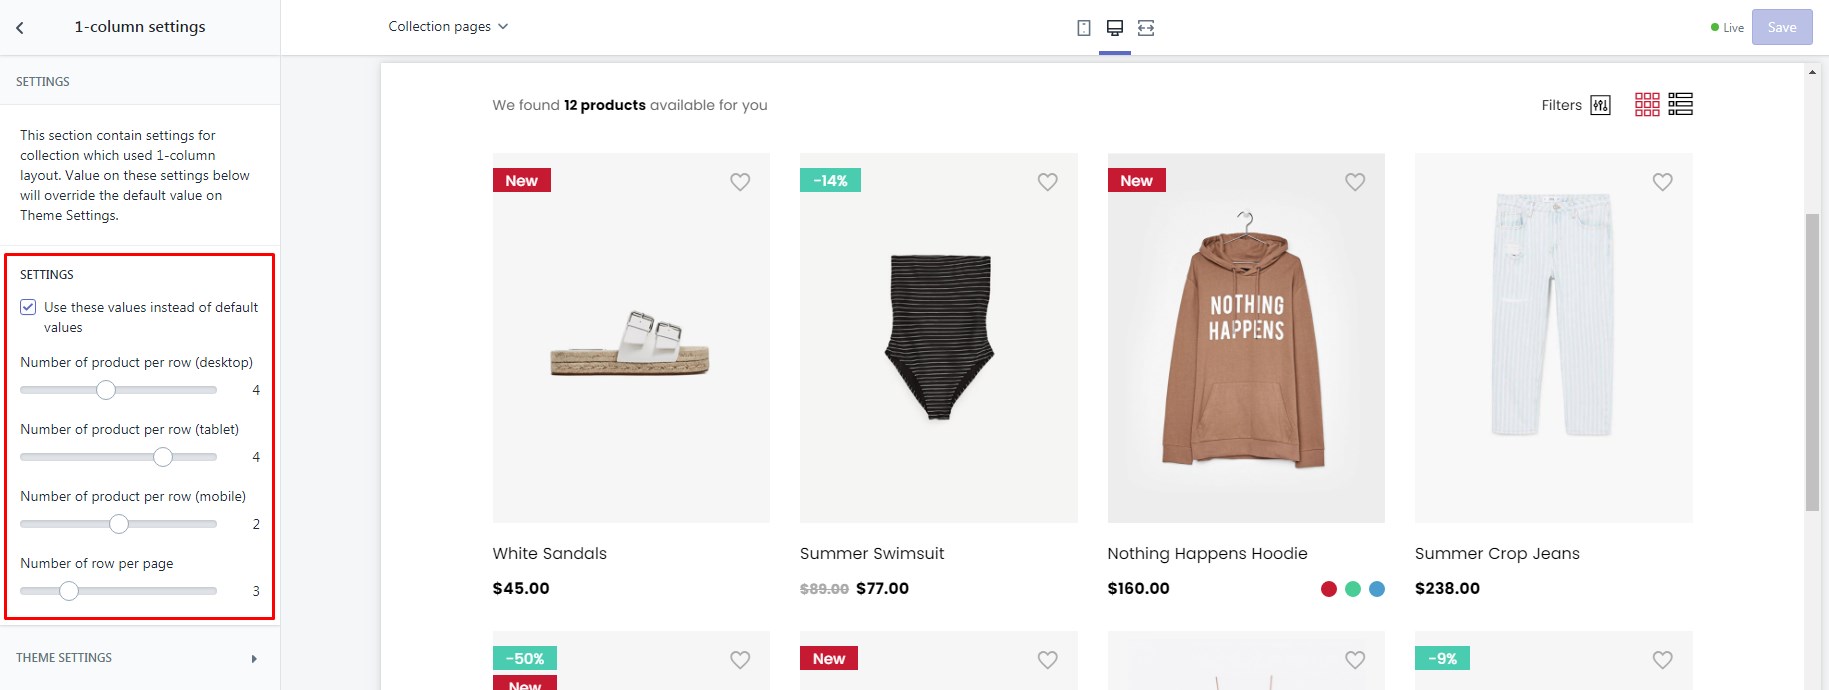 1-column settings
Collection pages
Live
Save
SETTINGS
This section contain settings for
collection which used 1-column
layout. Value on these settings below
will override the default value on
Theme Settings.
SETTINGS
Use these values instead of default
values
Number of product per row (desktop)
4
Number of product per row (tablet)
4
Number of product per row (mobile)
2
Number of row per page
3
THEME SETTINGS
We found 12 products available for you
Filters
New
-14%
New
NOTHING
HAPPENS
White Sandals
Summer Swimsuit
Nothing Happens Hoodie
Summer Crop Jeans
$45.00
$89.00 $77.00
$160.00
$238.00
-50%
New
-9%
New